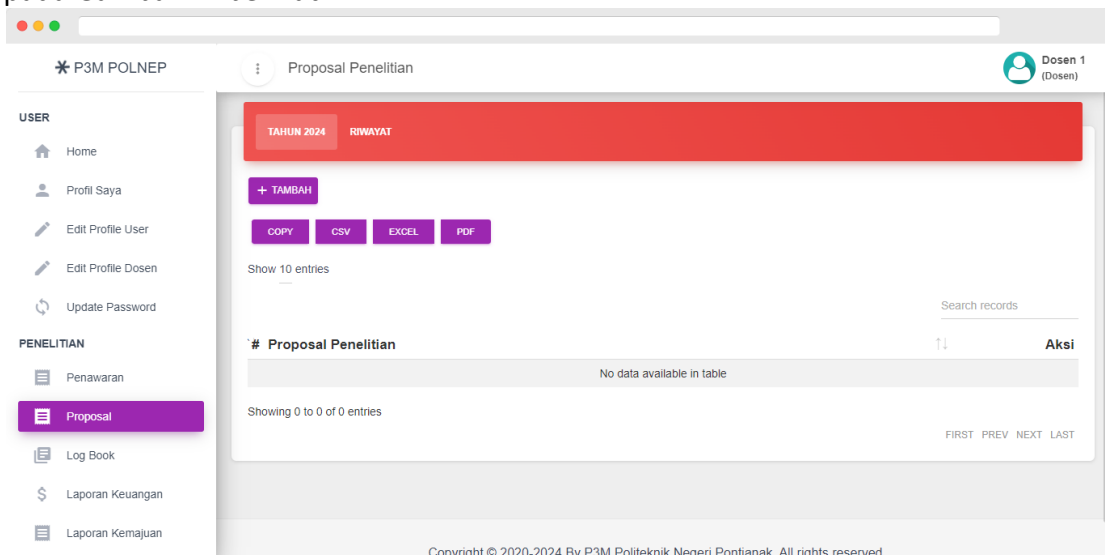 P3M POLNEP
Proposal Penelitian
Dosen 1
(Dosen)
USER
Home
Profil Saya
Edit Profile User
Edit Profile Dosen
Update Password
PENELITIAN
Penawaran
Proposal
Log Book
Laporan Keuangan
Laporan Kemajuan
TAHUN 2024 RIWAYAT
+ TAMBAH
COPY CSV EXCEL PDF
Show 10 entries
Search records
`# Proposal Penelitian Aksi
No data available in table
Showing 0 to 0 of 0 entries
FIRST PREV NEXT LAST
Copyright © 2020-2024 By P3M Politeknik Negeri Pontianak. All rights reserved